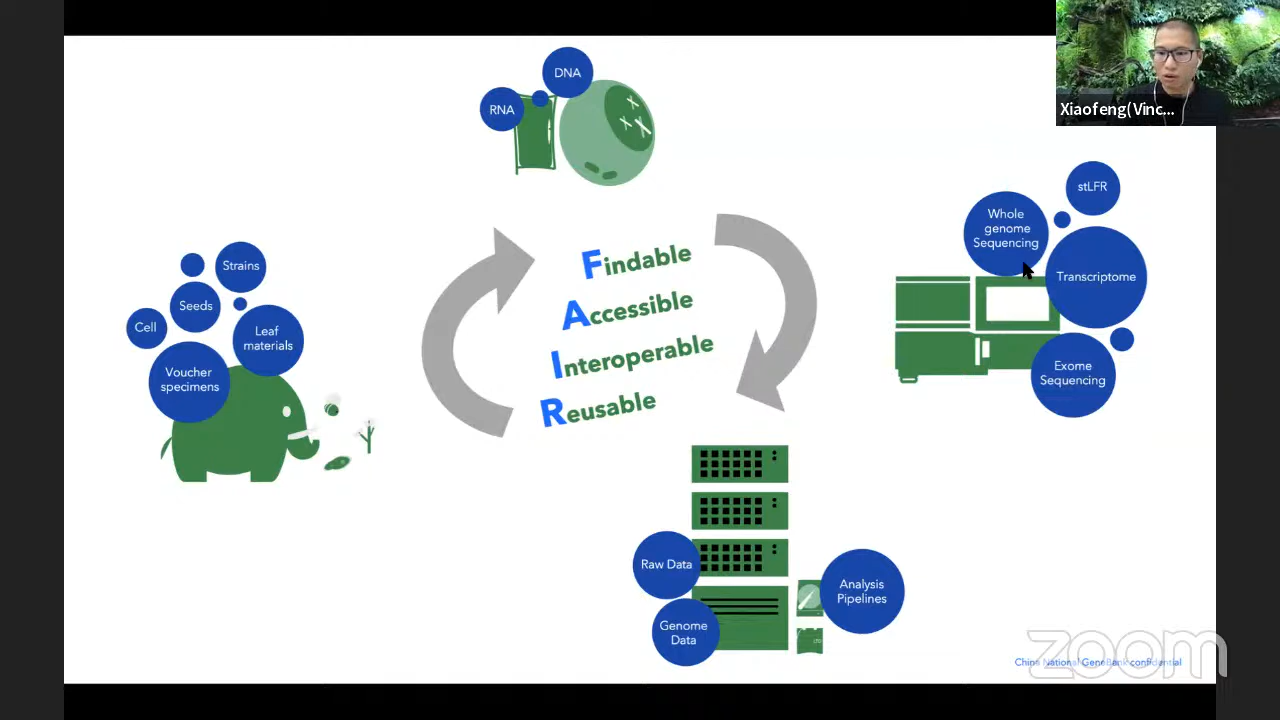 DNA
RNA
Xiaofeng(Vinc...
stLFR
Whole
genome
Sequencing
Transcriptome
Exome
Sequencing
Strains
Seeds
Cell
Leaf
materials
Voucher
specimens
Findable
Accessible
Interoperable
Reusable
Raw Data
Genome
Data
Analysis
Pipelines
China National GeneBank confidential
zoom